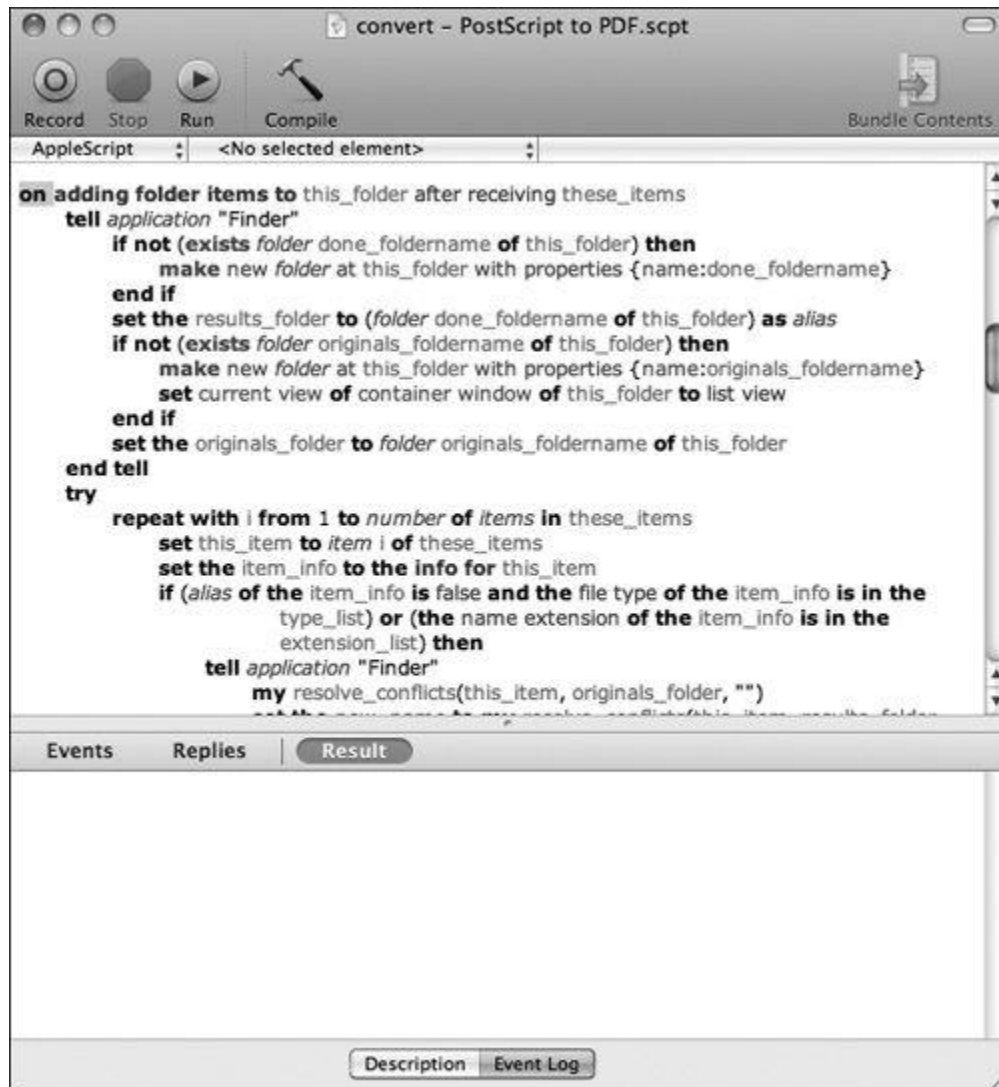 convert – PostScript to PDF.scpt
Record Stop Run Compile Bundle Contents
AppleScript <No selected element>
on adding folder items to this_folder after receiving these_items
tell application "Finder"
if not (exists folder done_foldername of this_folder) then
make new folder at this_folder with properties {name:done_foldername}
end if
set the results_folder to (folder done_foldername of this_folder) as alias
if not (exists folder originals_foldername of this_folder) then
make new folder at this_folder with properties {name:originals_foldername}
set current view of container window of this_folder to list view
end if
set the originals_folder to folder originals_foldername of this_folder
end tell
try
repeat with i from 1 to number of items in these_items
set this_item to item i of these_items
set the item_info to the info for this_item
if (alias of the item_info is false and the file type of the item_info is in the
type_list) or (the name extension of the item_info is in the
extension_list) then
tell application "Finder"
my resolve_conflicts(this_item, originals_folder, "")
Events Replies Result
Description Event Log